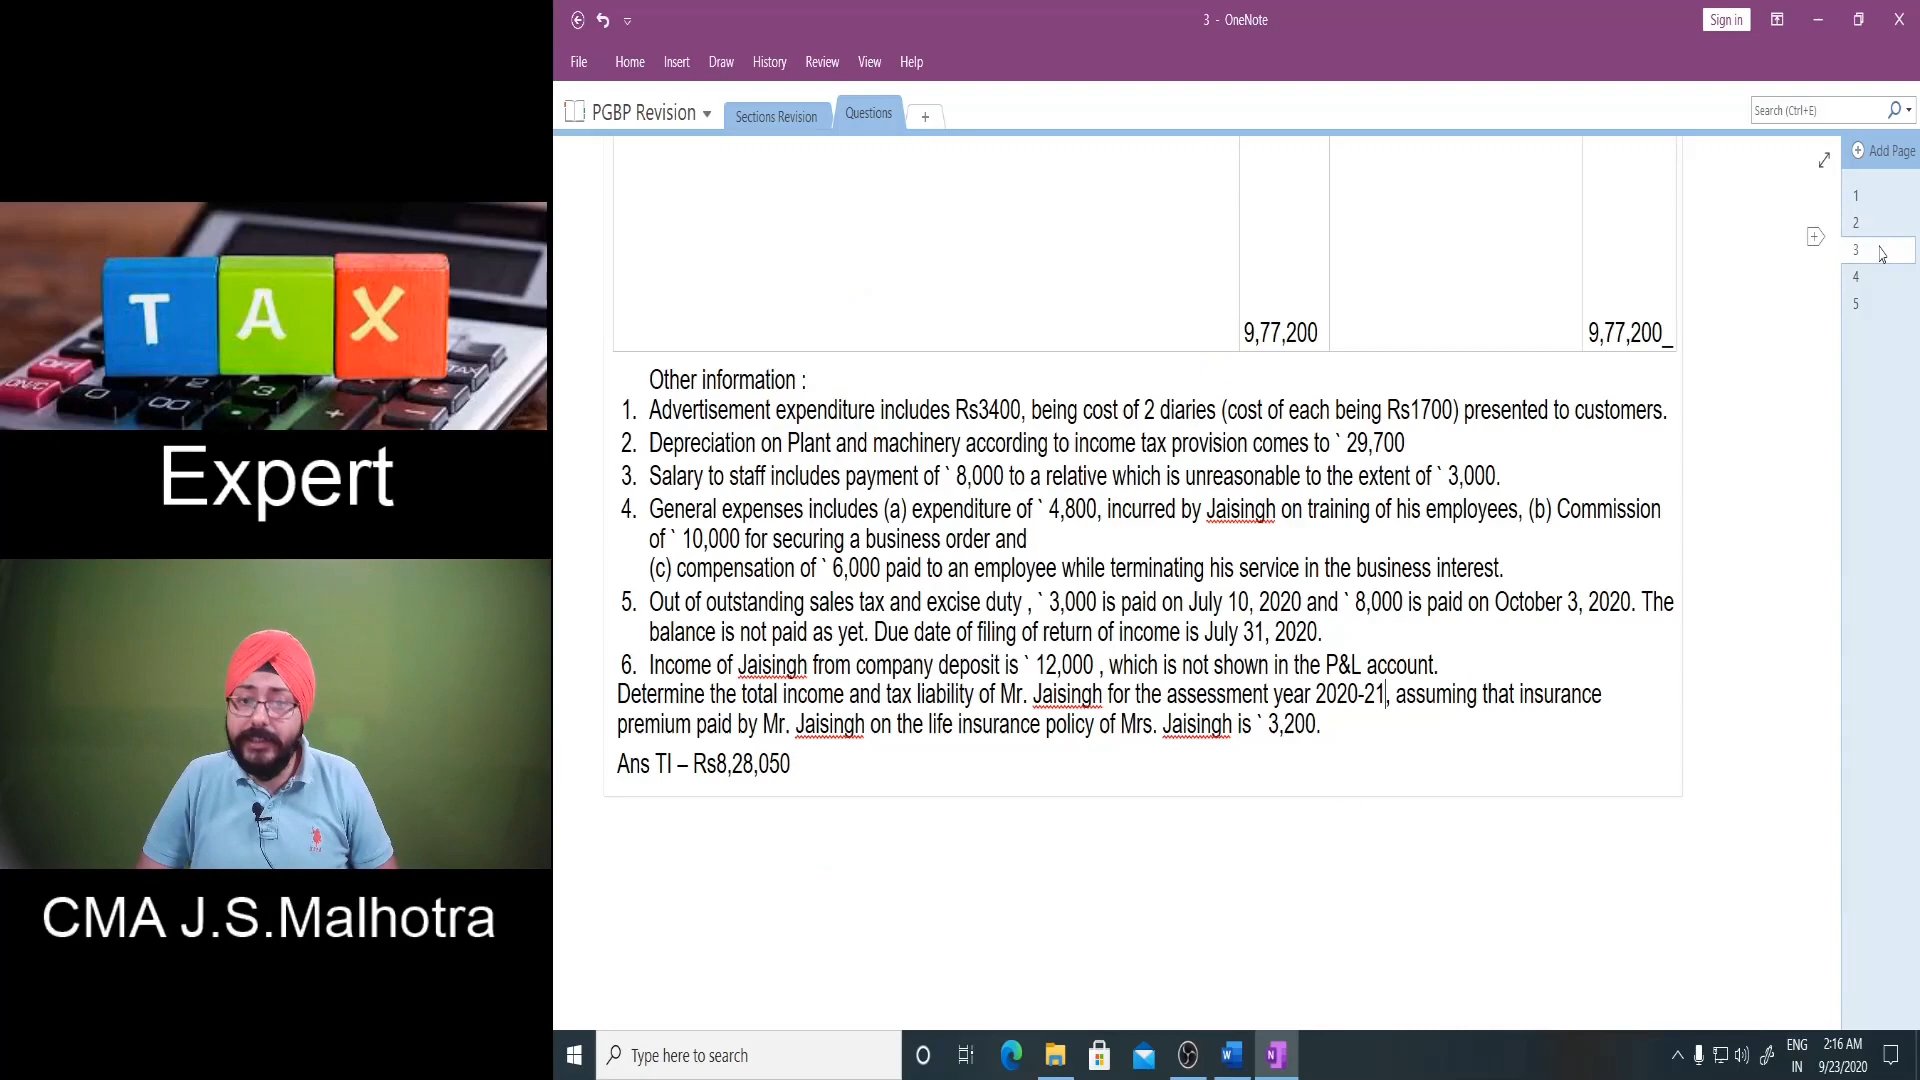 3 - OneNote
Sign in
File Home Insert Draw History Review View Help
PGBP Revision Sections Revision Questions
Search (Ctrl+E)
Add Page
1
2
3
4
5
9,77,200 9,77,200_
Other information :
1. Advertisement expenditure includes Rs3400, being cost of 2 diaries (cost of each being Rs1700) presented to customers.
2. Depreciation on Plant and machinery according to income tax provision comes to ` 29,700
3. Salary to staff includes payment of ` 8,000 to a relative which is unreasonable to the extent of ` 3,000.
4. General expenses includes (a) expenditure of ` 4,800, incurred by Jaisingh on training of his employees, (b) Commission
of ` 10,000 for securing a business order and
(c) compensation of ` 6,000 paid to an employee while terminating his service in the business interest.
5. Out of outstanding sales tax and excise duty , ` 3,000 is paid on July 10, 2020 and ` 8,000 is paid on October 3, 2020. The
balance is not paid as yet. Due date of filing of return of income is July 31, 2020.
6. Income of Jaisingh from company deposit is ` 12,000 , which is not shown in the P&L account.
Determine the total income and tax liability of Mr. Jaisingh for the assessment year 2020-21, assuming that insurance
premium paid by Mr. Jaisingh on the life insurance policy of Mrs. Jaisingh is ` 3,200.
Ans TI – Rs8,28,050
TAX
Expert
CMA J.S.Malhotra
Type here to search
ENG
IN
2:16 AM
9/23/2020